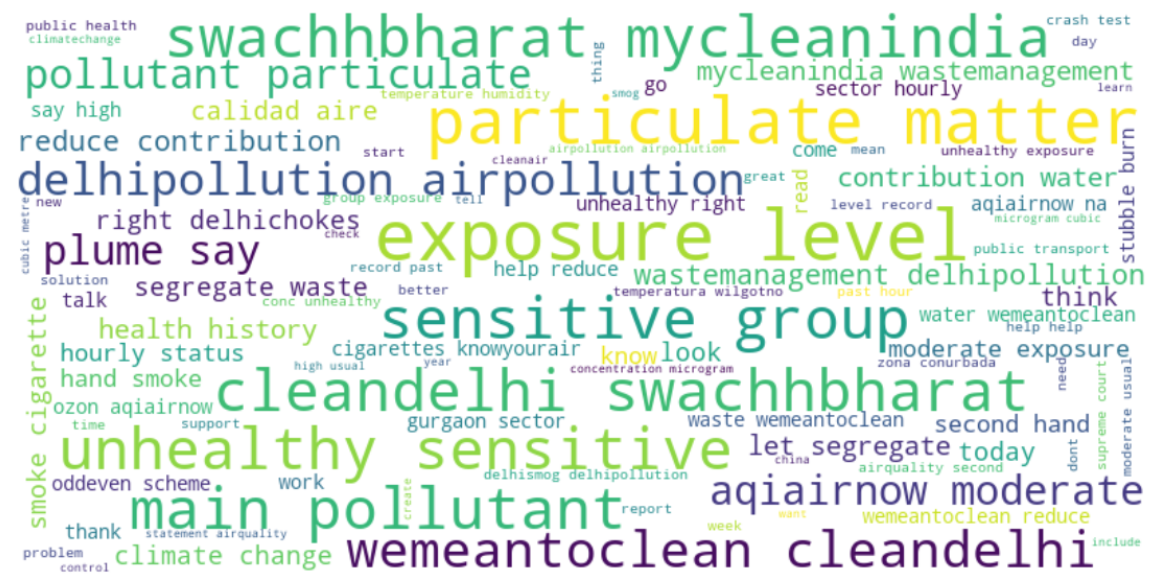 public health
climatechange
swachhbharat mycleanindia
crash test
day
thing
pollutant particulate
mycleanindia wastemanagement
smog
go
sector hourly
learn
say high
calidad aire
temperature humidity
particulate matter
reduce contribution
start
cleanair
airpollution airpollution
come
mean
unhealthy exposure
stubble burn
delhipollution airpollution
great
read
contribution water
cubic metre
new
group exposure
tell
unhealthy right
level record
aqiairnow na
microgram cubic
right delhichokes
check
plume say
exposure level
public transport
solution
record past
help reduce
wastemanagement delhipollution
talk
segregate waste
conc unhealthy
better
temperatura wilgotno
past hour
think
smoke cigarette
health history
sensitive group
water wemeantoclean
help help
hourly status
cigarettes knowyourair
know
look
moderate exposure
high usual
year
concentration microgram
zona conurbada
need
supreme court
moderate usual
hand smoke
cleandelhi swachhbharat
ozon aqiairnow
time
support
gurgaon sector
waste wemeantoclean
second hand
dont
unhealthy sensitive
let segregate
china
today
airquality second
oddeven scheme
work
create
delhismog delhipollution
aqiairnow moderate
main pollutant
report
week
want
wemeantoclean reduce
thank
statement airquality
problem
control
climate change
wemeantoclean cleandelhi
include